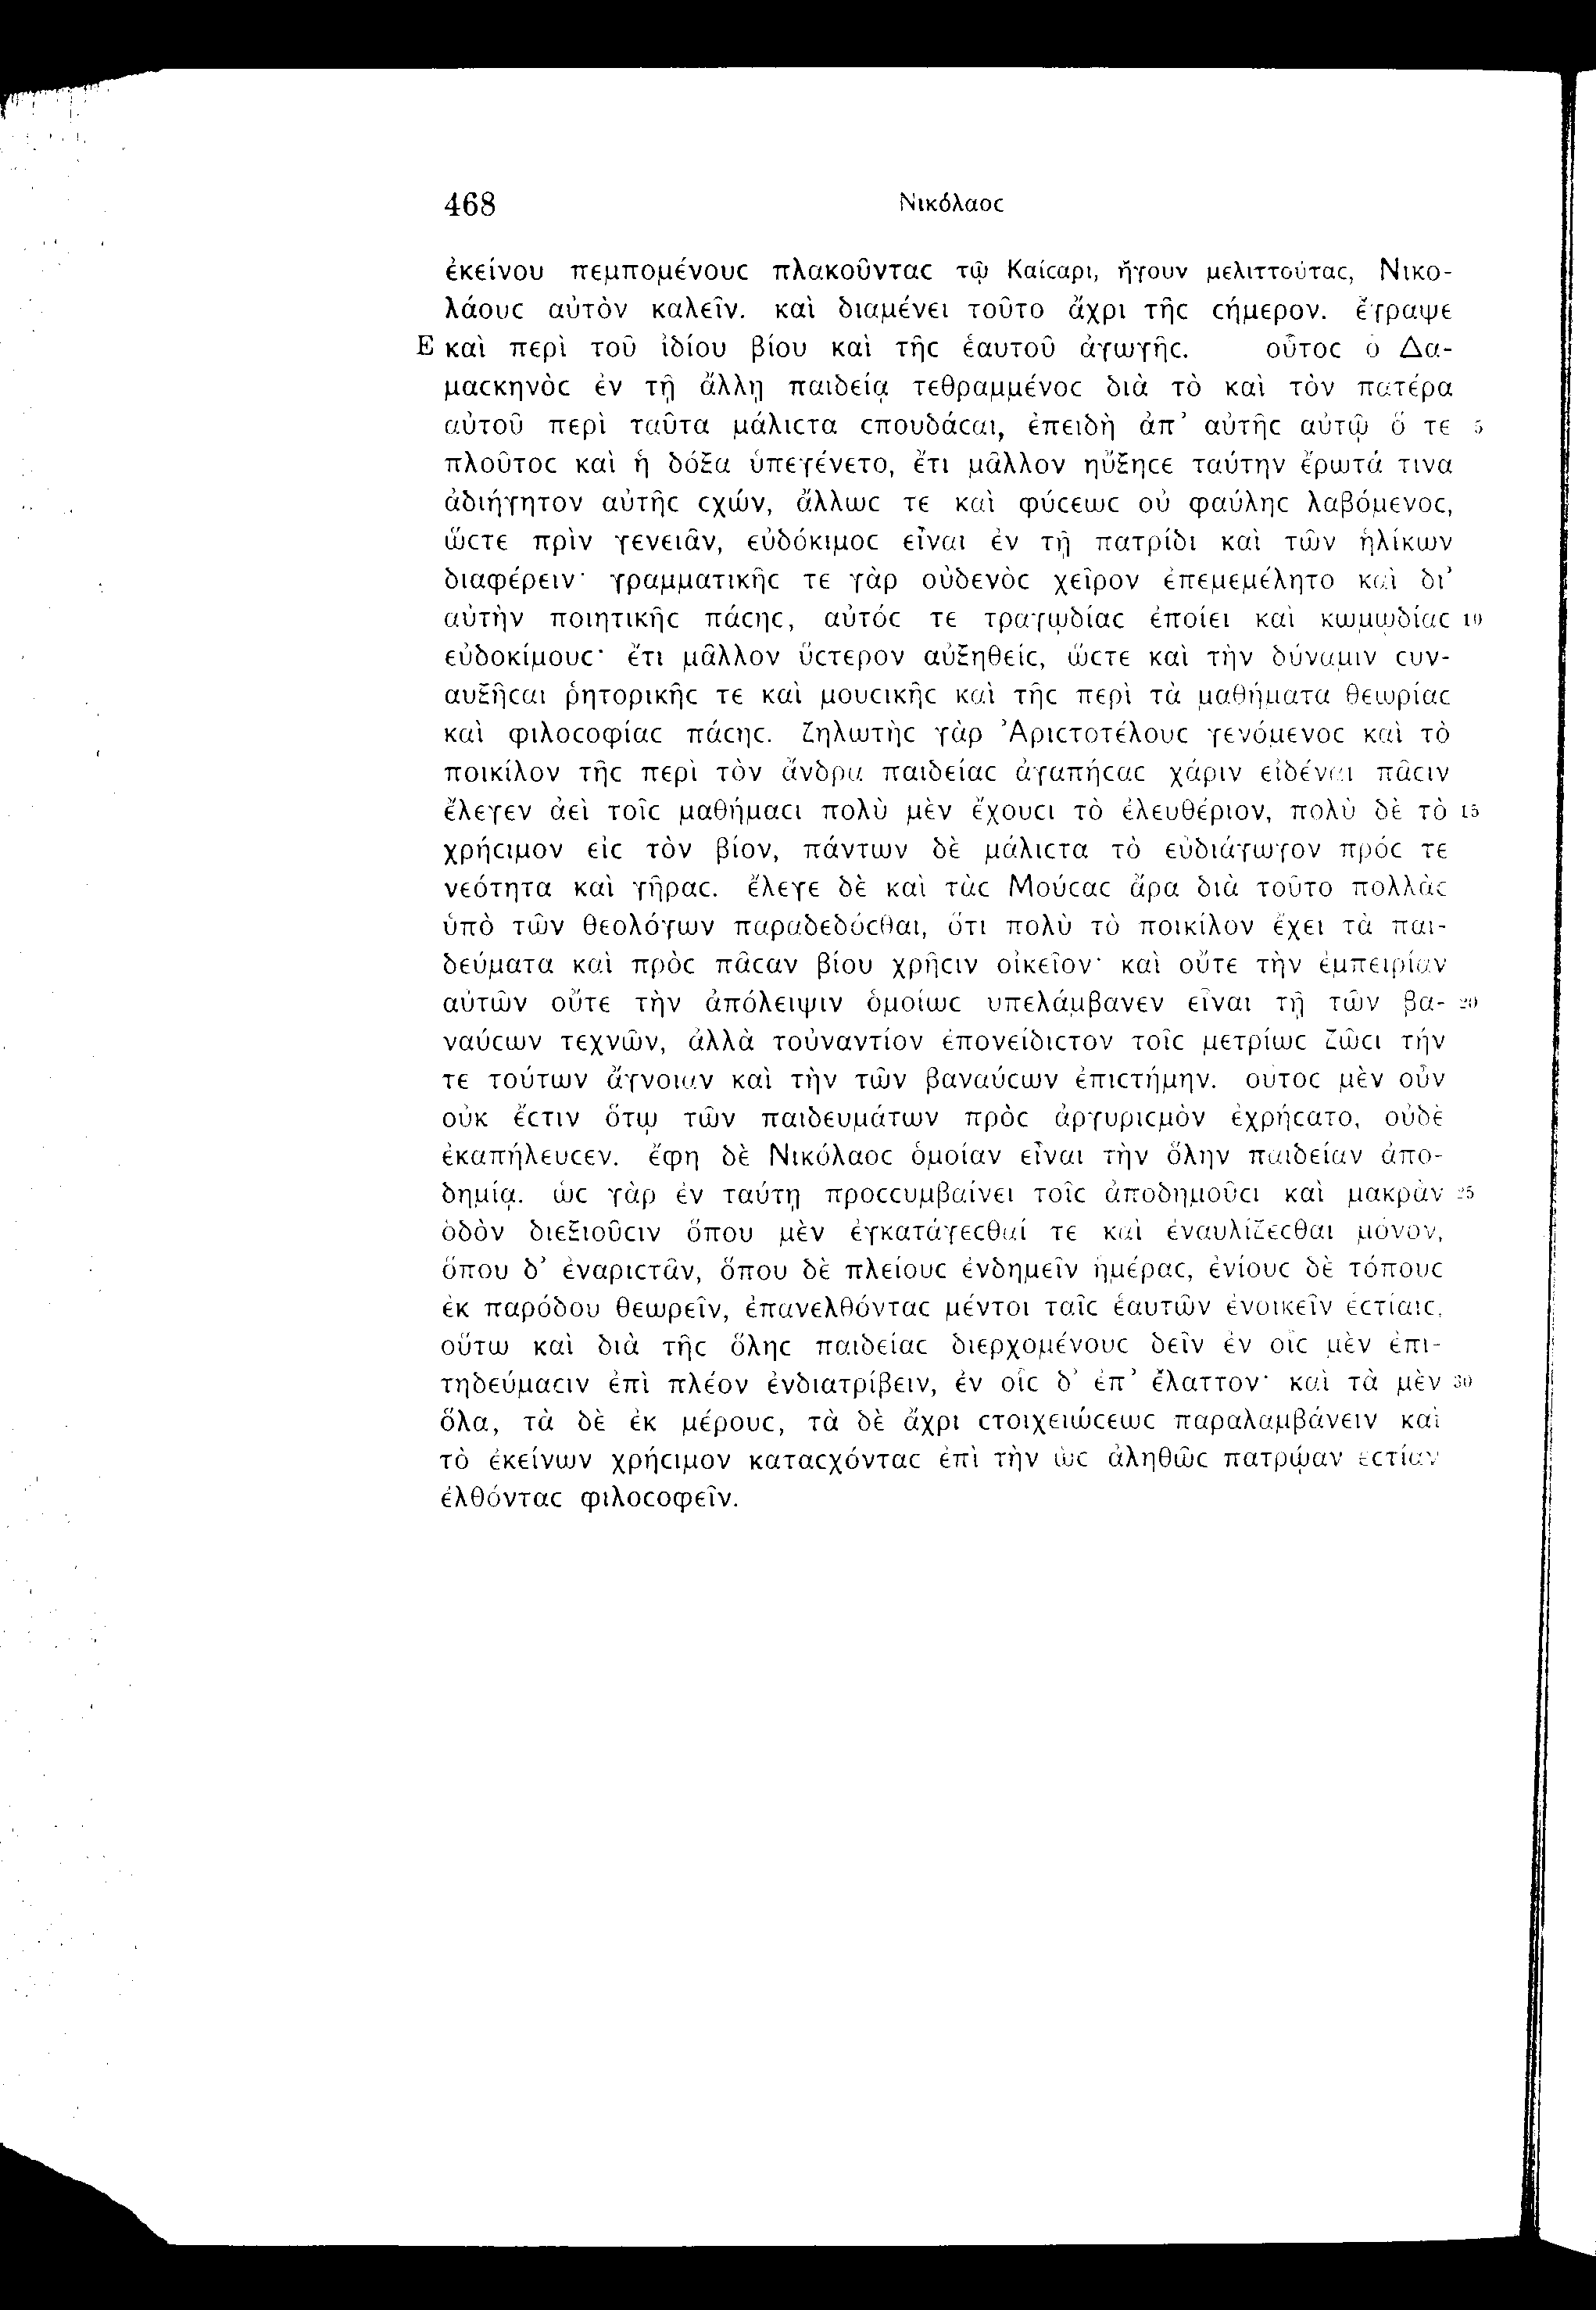 468 Νικόλαοϲ
ἐκείνου πεμπομένουϲ πλακοῦνταϲ τῷ Καίϲαρι, ἤγουν μελιττούταϲ, Νικο-
λάουϲ αὐτὸν καλεῖν. καὶ διαμένει τοῦτο ἄχρι τῆϲ ϲήμερον. ἔγραψε
E καὶ περὶ τοῦ ἰδίου βίου καὶ τῆϲ ἑαυτοῦ ἀγωγῆϲ. οὗτοϲ ὁ Δα-
μαϲκηνὸϲ ἐν τῇ ἄλλῃ παιδείᾳ τεθραμμένοϲ διὰ τὸ καὶ τὸν πατέρα
αὐτοῦ περὶ ταῦτα μάλιϲτα ϲπουδάϲαι, ἐπειδὴ ἀπ’ αὐτῆϲ αὐτῷ ὅ τε 5
πλοῦτοϲ καὶ ἡ δόξα ὑπεγένετο, ἔτι μᾶλλον ηὔξηϲε ταύτην ἔρωτά τινα
ἀδιήγητον αὐτῆϲ ϲχών, ἄλλωϲ τε καὶ φύϲεωϲ οὐ φαύληϲ λαβόμενοϲ,
ὥϲτε πρὶν γενειᾶν, εὐδόκιμοϲ εἶναι ἐν τῇ πατρίδι καὶ τῶν ἡλίκων
διαφέρειν· γραμματικῆϲ τε γὰρ οὐδενὸϲ χεῖρον ἐπεμεμέλητο καὶ δι’
αὐτὴν ποιητικῆϲ πάϲηϲ, αὐτόϲ τε τραγῳδίαϲ ἐποίει καὶ κωμῳδίαϲ 10
εὐδοκίμουϲ· ἔτι μᾶλλον ὕϲτερον αὐξηθείϲ, ὥϲτε καὶ τὴν δύναμιν ϲυν-
αυξῆϲαι ῥητορικῆϲ τε καὶ μουϲικῆϲ καὶ τῆϲ περὶ τὰ μαθήματα θεωρίαϲ
καὶ φιλοϲοφίαϲ πάϲηϲ. ζηλωτὴϲ γὰρ Ἀριϲτοτέλουϲ γενόμενοϲ καὶ τὸ
ποικίλον τῆϲ περὶ τὸν ἄνδρα παιδείαϲ ἀγαπήϲαϲ χάριν εἰδέναι πᾶϲιν
ἔλεγεν ἀεὶ τοῖϲ μαθήμαϲι πολὺ μὲν ἔχουϲι τὸ ἐλευθέριον, πολὺ δὲ τὸ 15
χρήϲιμον εἰϲ τὸν βίον, πάντων δὲ μάλιϲτα τὸ εὐδιάγωγον πρόϲ τε
νεότητα καὶ γῆραϲ. ἔλεγε δὲ καὶ τὰϲ Μούϲαϲ ἄρα διὰ τοῦτο πολλὰϲ
ὑπὸ τῶν θεολόγων παραδεδόϲθαι, ὅτι πολὺ τὸ ποικίλον ἔχει τὰ παι-
δεύματα καὶ πρὸϲ πᾶϲαν βίου χρῆϲιν οἰκεῖον· καὶ οὔτε τὴν ἐμπειρίαν
αὐτῶν οὔτε τὴν ἀπόλειψιν ὁμοίωϲ ὑπελάμβανεν εἶναι τῇ τῶν βα- 20
ναύϲων τεχνῶν, ἀλλὰ τοὐναντίον ἐπονείδιϲτον τοῖϲ μετρίωϲ ζῶϲι τήν
τε τούτων ἄγνοιαν καὶ τὴν τῶν βαναύϲων ἐπιϲτήμην. οὗτοϲ μὲν οὖν
οὐκ ἔϲτιν ὅτῳ τῶν παιδευμάτων πρὸϲ ἀργυριϲμὸν ἐχρήϲατο, οὐδὲ
ἐκαπήλευϲεν. ἔφη δὲ Νικόλαοϲ ὁμοίαν εἶναι τὴν ὅλην παιδείαν ἀπο-
δημίᾳ. ὡϲ γὰρ ἐν ταύτῃ προϲϲυμβαίνει τοῖϲ ἀποδημοῦϲι καὶ μακρὰν 25
ὁδὸν διεξιοῦϲιν ὅπου μὲν ἐγκατάγεϲθαί τε καὶ ἐναυλίζεϲθαι μόνον,
ὅπου δ’ ἐναριϲτᾶν, ὅπου δὲ πλείουϲ ἐνδημεῖν ἡμέραϲ, ἐνίουϲ δὲ τόπουϲ
ἐκ παρόδου θεωρεῖν, ἐπανελθόνταϲ μέντοι ταῖϲ ἑαυτῶν ἐνοικεῖν ἑϲτίαιϲ,
οὕτω καὶ διὰ τῆϲ ὅληϲ παιδείαϲ διερχομένουϲ δεῖν ἐν οἷϲ μὲν ἐπι-
τηδεύμαϲιν ἐπὶ πλέον ἐνδιατρίβειν, ἐν οἷϲ δ’ ἐπ’ ἔλαττον· καὶ τὰ μὲν 30
ὅλα, τὰ δὲ ἐκ μέρουϲ, τὰ δὲ ἄχρι ϲτοιχειώϲεωϲ παραλαμβάνειν καὶ
τὸ ἐκείνων χρήϲιμον καταϲχόνταϲ ἐπὶ τὴν ὡϲ ἀληθῶϲ πατρῴαν ἑϲτίαν
ἐλθόνταϲ φιλοϲοφεῖν.